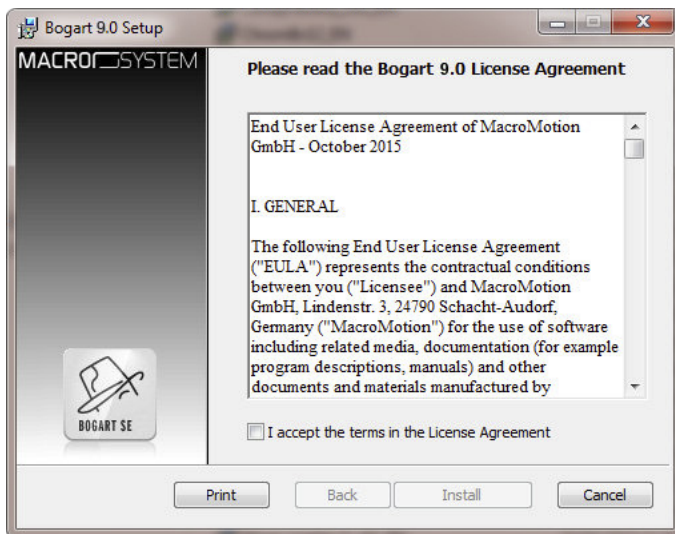 Bogart 9.0 Setup
MACROSYSTEM
Please read the Bogart 9.0 License Agreement
End User License Agreement of MacroMotion
GmbH - October 2015
I. GENERAL
The following End User License Agreement
("EULA") represents the contractual conditions
between you ("Licensee") and MacroMotion
GmbH, Lindenstr. 3, 24790 Schacht-Audorf,
Germany ("MacroMotion") for the use of software
including related media, documentation (for example
program descriptions, manuals) and other
documents and materials manufactured by
BOGART SE
I accept the terms in the License Agreement
Print
Back
Install
Cancel